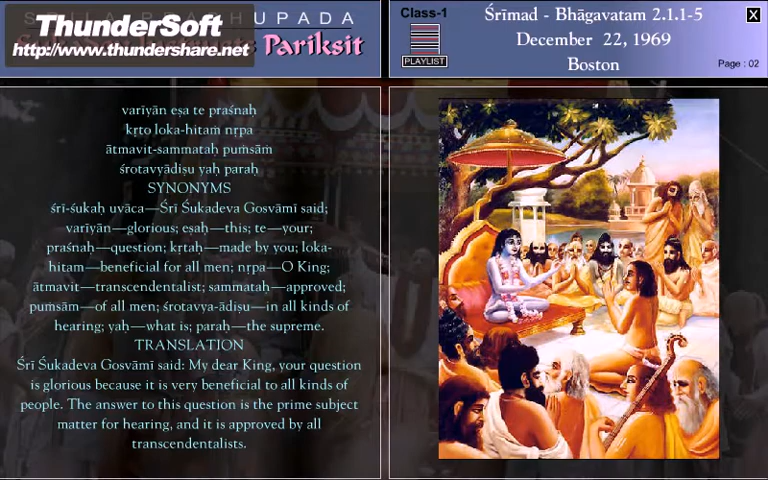 SRILA PRABHUPADA
ThunderSoft
http://www.thundershare.net
Pariksit
Class-1
PLAYLIST
Śrīmad - Bhāgavatam 2.1.1-5
December 22, 1969
Boston
X
Page : 02
varīyān eṣa te praśnaḥ
kṛto loka-hitaṁ nṛpa
ātmavit-sammataḥ puṁsām
śrotavyādiṣu yaḥ paraḥ
SYNONYMS
śrī-śukaḥ uvāca—Śrī Śukadeva Gosvāmī said;
varīyān—glorious; eṣaḥ—this; te—your;
praśnaḥ—question; kṛtaḥ—made by you; loka-
hitam—beneficial for all men; nṛpa—O King;
ātmavit—transcendentalist; sammataḥ—approved;
puṁsām—of all men; śrotavya-ādiṣu—in all kinds of
hearing; yaḥ—what is; paraḥ—the supreme.
TRANSLATION
Śrī Śukadeva Gosvāmī said: My dear King, your question
is glorious because it is very beneficial to all kinds of
people. The answer to this question is the prime subject
matter for hearing, and it is approved by all
transcendentalists.